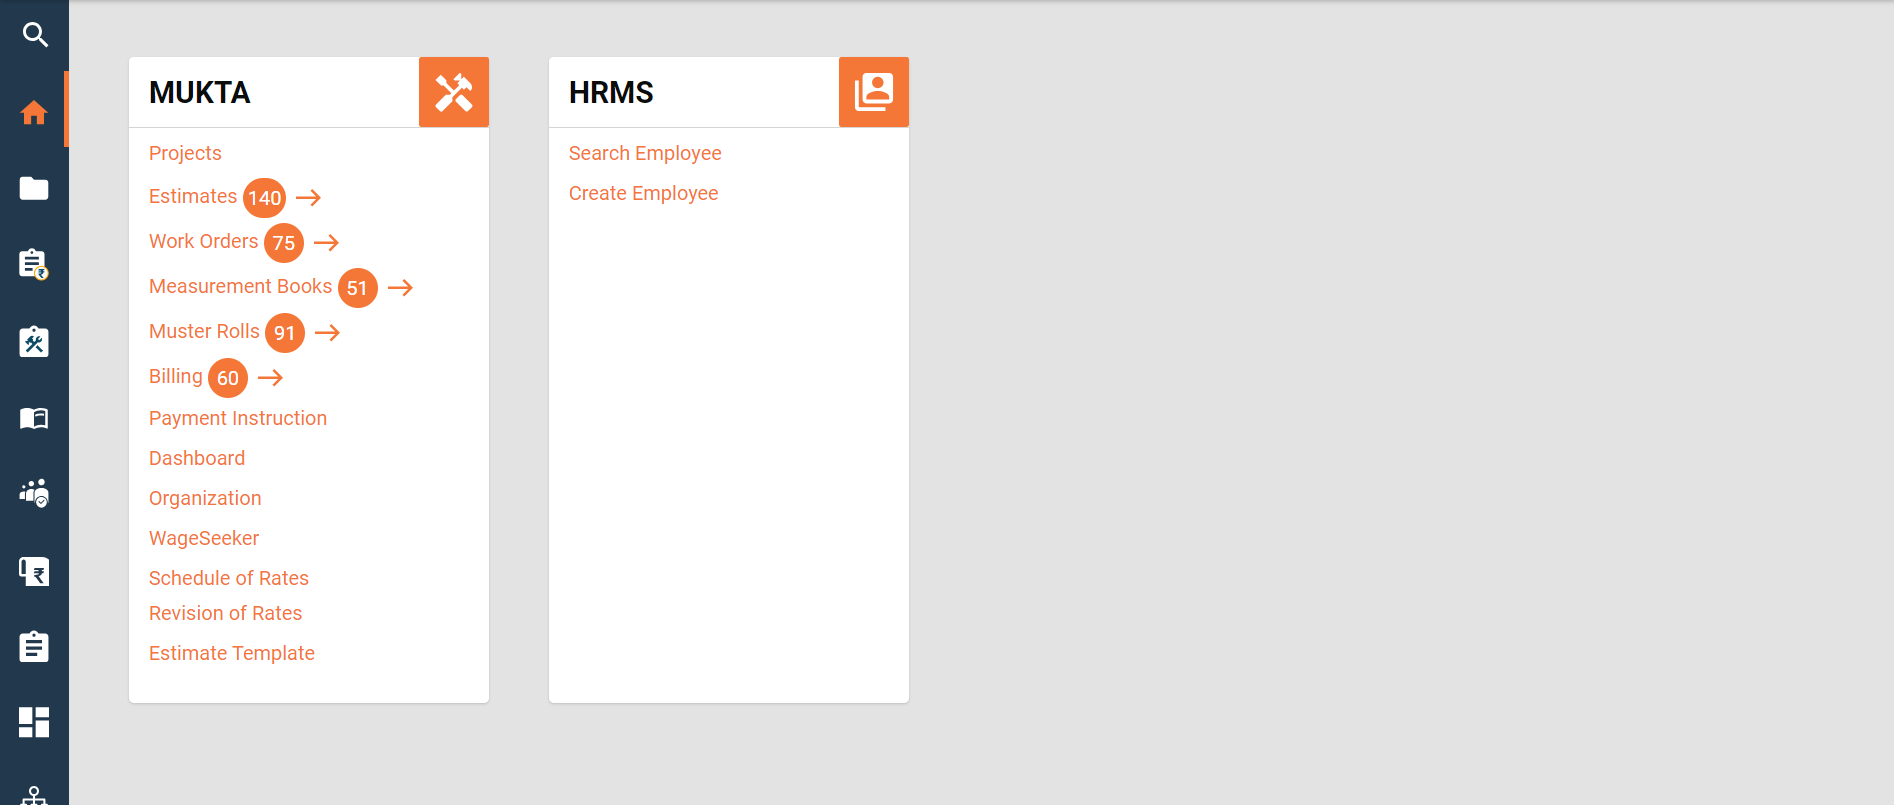 MUKTA
Projects
Estimates 140
Work Orders 75
Measurement Books 51
Muster Rolls 91
Billing 60
Payment Instruction
Dashboard
Organization
WageSeeker
Schedule of Rates
Revision of Rates
Estimate Template
HRMS
Search Employee
Create Employee